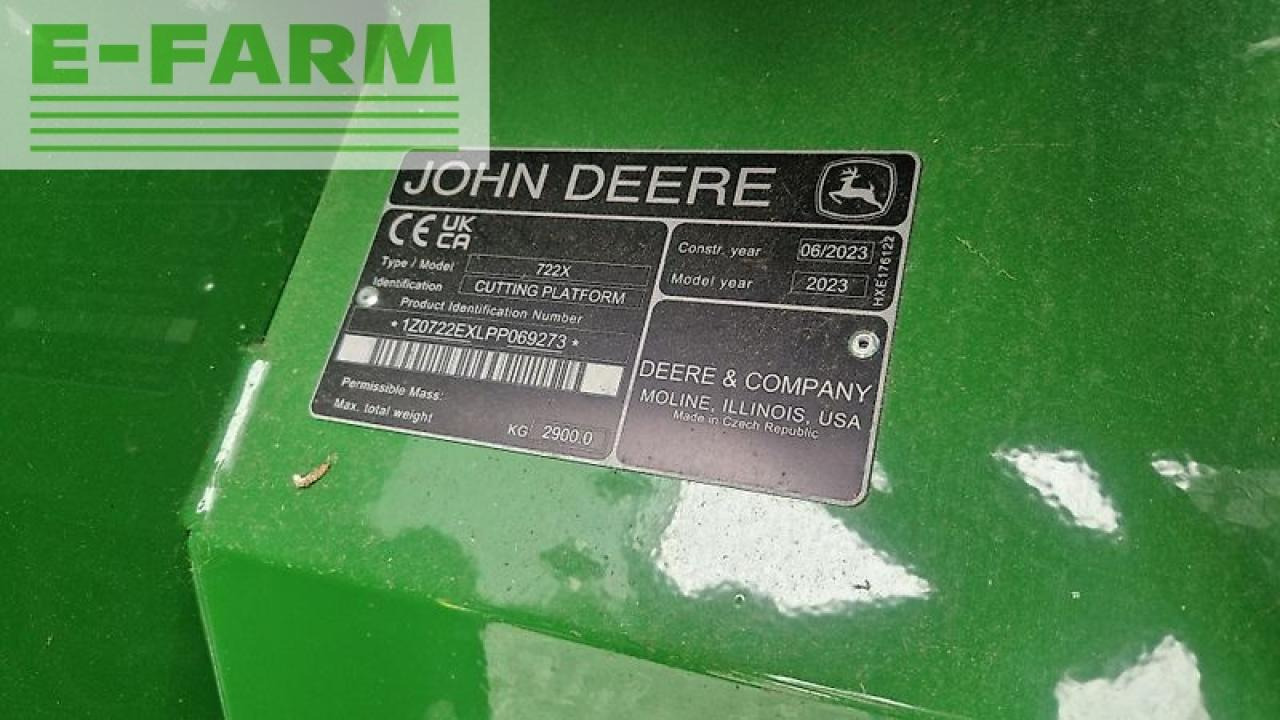 E-FARM
JOHN DEERE
CE UK CA
Type / Model 722X
Identification CUTTING PLATFORM
Product Identification Number
*1Z0722EXLPP069273*
Permissible Mass:
Max. total weight KG 2900.0
Constr. year 06/2023
Model year 2023
HXE176122
DEERE & COMPANY
MOLINE, ILLINOIS, USA
Made in Czech Republic